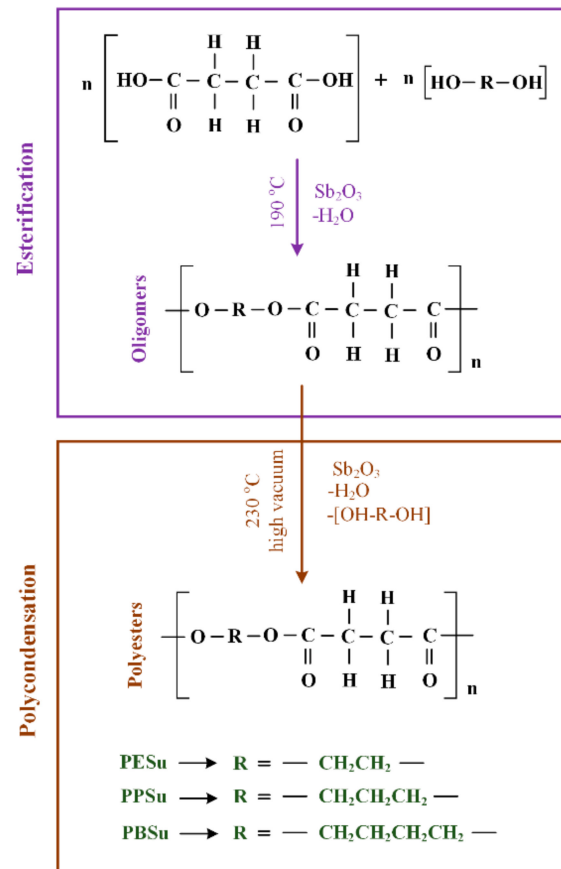 Esterification
n [HO–C–C–C–C–OH] + n [HO–R–OH]
H H
O H H O
190 °C
Sb₂O₃
-H₂O
Oligomers
H H
[O–R–O–C–C–C–C]n
O H H O
Polycondensation
230 °C
high vacuum
Sb₂O₃
-H₂O
-[OH-R-OH]
Polyesters
H H
[O–R–O–C–C–C–C]n
O H H O
PESu → R = — CH₂CH₂ —
PPSu → R = — CH₂CH₂CH₂ —
PBSu → R = — CH₂CH₂CH₂CH₂ —